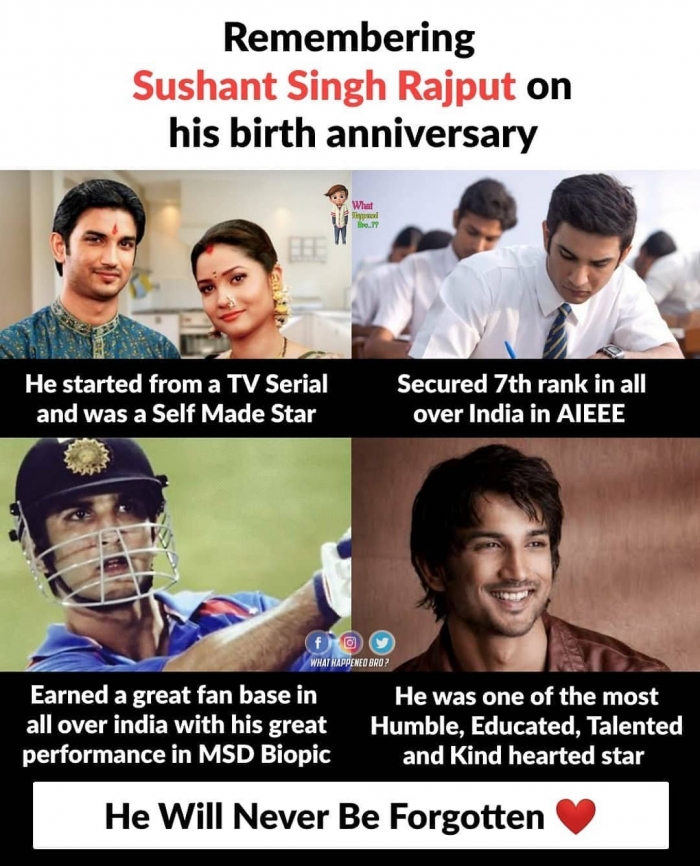 Remembering
Sushant Singh Rajput on
his birth anniversary
What
Happened
Bro..??
He started from a TV Serial
and was a Self Made Star
Secured 7th rank in all
over India in AIEEE
WHAT HAPPENED BRO?
Earned a great fan base in
all over india with his great
performance in MSD Biopic
He was one of the most
Humble, Educated, Talented
and Kind hearted star
He Will Never Be Forgotten ❤️